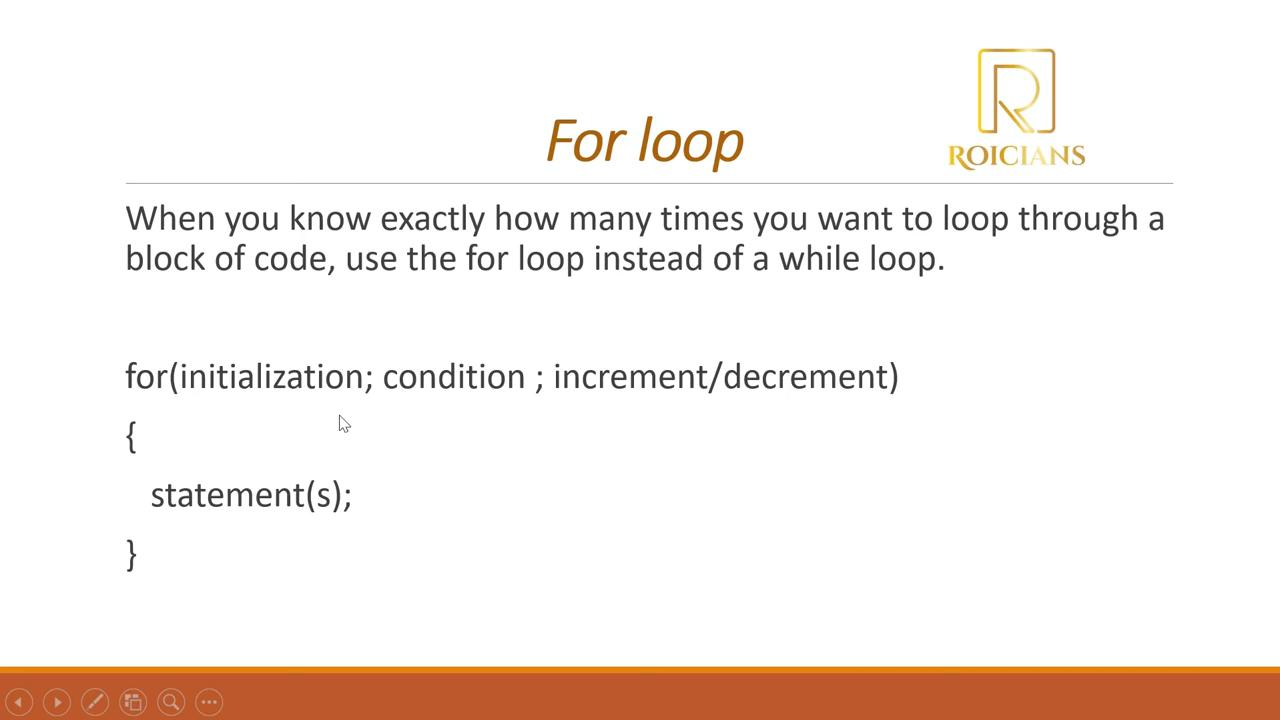 For loop
ROICIANS
When you know exactly how many times you want to loop through a
block of code, use the for loop instead of a while loop.
for(initialization; condition ; increment/decrement)
{
statement(s);
}